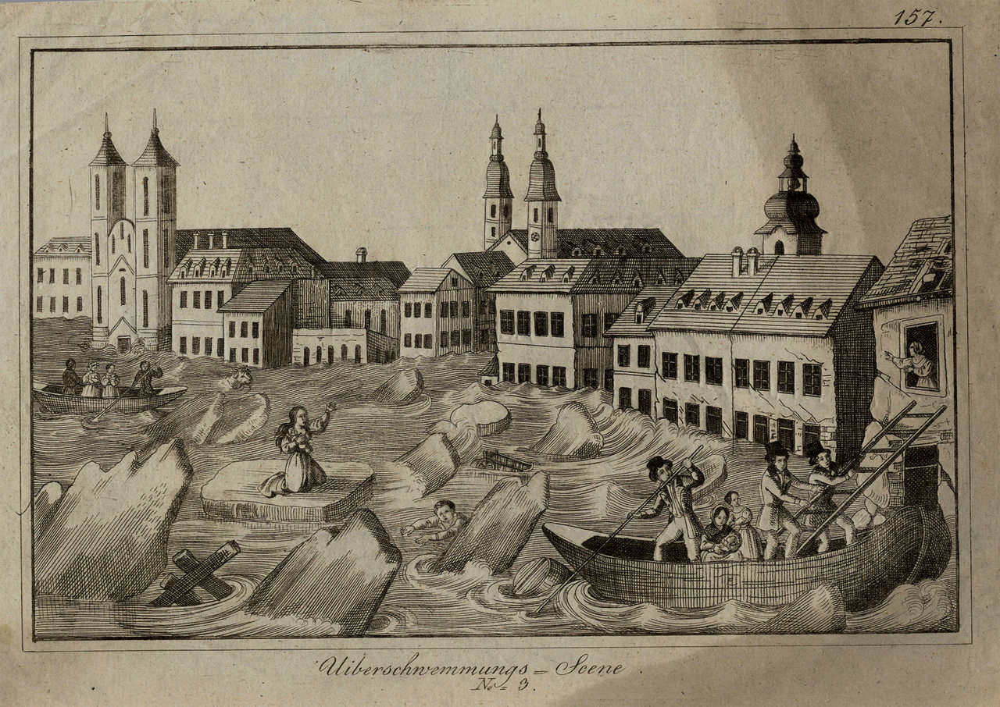 157.
Uiberschwemmungs = Scene.
No = 3.